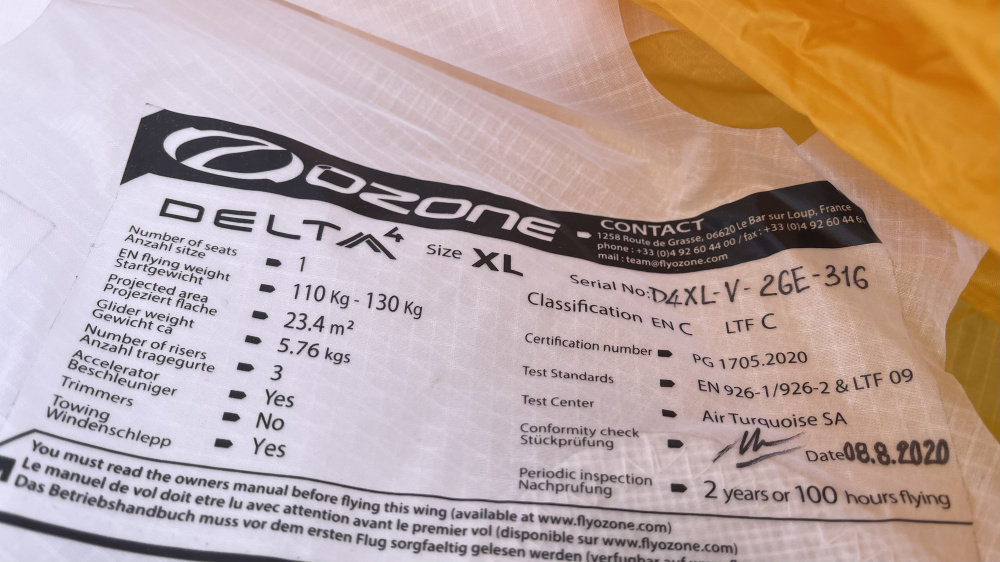 OZONE
CONTACT
1258 Route de Grasse, 06620 Le Bar sur Loup, France
phone : +33 (0)4 92 60 44 00 / fax : +33 (0)4 92 60 44
mail : team@flyozone.com
DELTA 4 Size XL
Number of seats
Anzahl sitze
1
EN flying weight
Startgewicht
110 Kg - 130 Kg
Projected area
Projeziert flache
23.4 m²
Glider weight
Gewicht ca
5.76 kgs
Number of risers
Anzahl tragegurte
3
Accelerator
Beschleuniger
Yes
Trimmers
No
Towing
Windenschlepp
Yes
Serial No: D4XL-V-26E-316
Classification EN C LTF C
Certification number PG 1705.2020
Test Standards EN 926-1/926-2 & LTF 09
Test Center Air Turquoise SA
Conformity check
Stückprüfung
Date 08.8.2020
Periodic inspection
Nachprufung
2 years or 100 hours flying
You must read the owners manual before flying this wing (available at www.flyozone.com)
Le manuel de vol doit etre lu avec attention avant le premier vol (disponible sur www.flyozone.com)
Das Betriebshandbuch muss vor dem ersten Flug sorgfaeltig gelesen werden (verfugbar auf www.